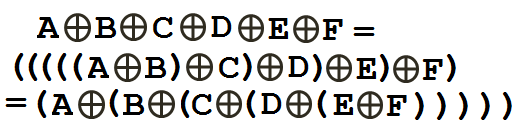 A⊕B⊕C⊕D⊕E⊕F =
(((((A⊕B)⊕C)⊕D)⊕E)⊕F)
=(A⊕(B⊕(C⊕(D⊕(E⊕F)))))